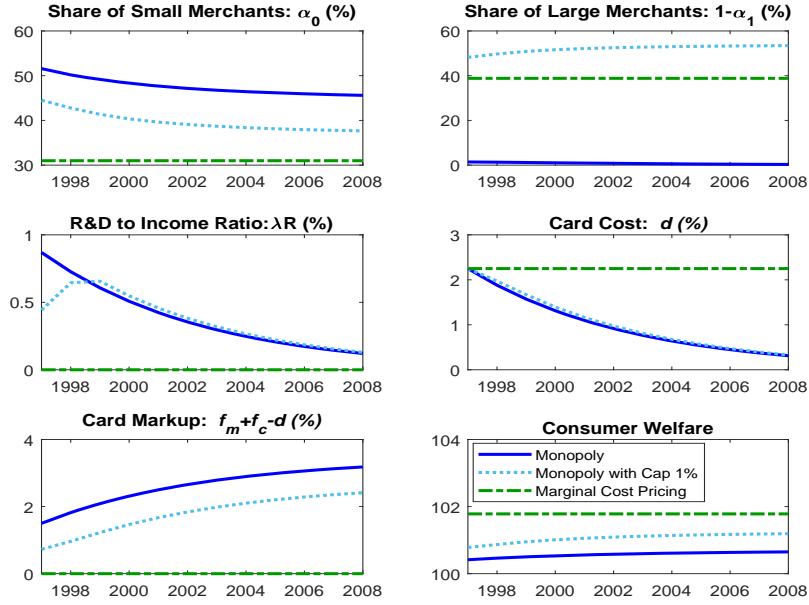 Share of Small Merchants: α_0 (%)
60
50
40
30
1998 2000 2002 2004 2006 2008
Share of Large Merchants: 1-α_1 (%)
60
40
20
0
1998 2000 2002 2004 2006 2008
R&D to Income Ratio: λR (%)
1
0.5
0
1998 2000 2002 2004 2006 2008
Card Cost: d (%)
3
2
1
0
1998 2000 2002 2004 2006 2008
Card Markup: f_m+f_c-d (%)
4
2
0
1998 2000 2002 2004 2006 2008
Consumer Welfare
104
102
100
Monopoly
Monopoly with Cap 1%
Marginal Cost Pricing
1998 2000 2002 2004 2006 2008